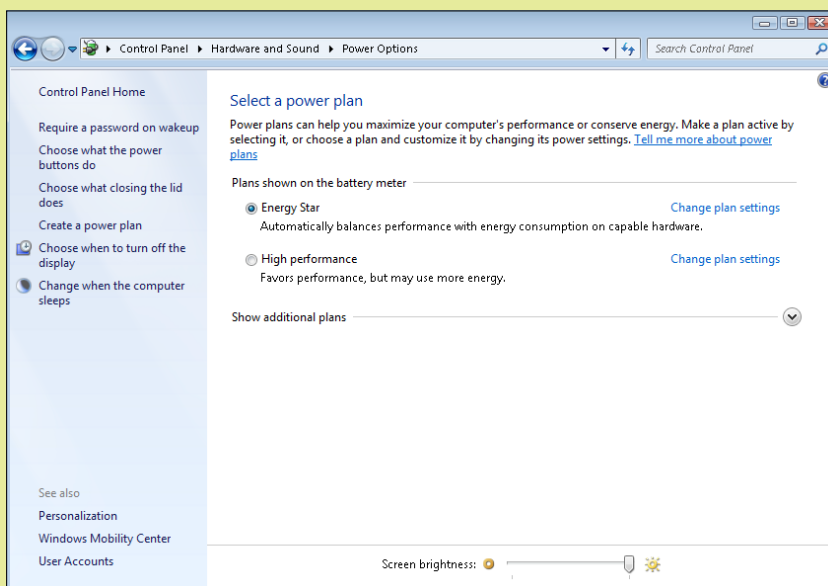 Control Panel Hardware and Sound Power Options
Search Control Panel
Control Panel Home
Require a password on wakeup
Choose what the power
buttons do
Choose what closing the lid
does
Create a power plan
Choose when to turn off the
display
Change when the computer
sleeps
See also
Personalization
Windows Mobility Center
User Accounts
Select a power plan
Power plans can help you maximize your computer's performance or conserve energy. Make a plan active by
selecting it, or choose a plan and customize it by changing its power settings. Tell me more about power
plans
Plans shown on the battery meter
Energy Star Change plan settings
Automatically balances performance with energy consumption on capable hardware.
High performance Change plan settings
Favors performance, but may use more energy.
Show additional plans
Screen brightness: